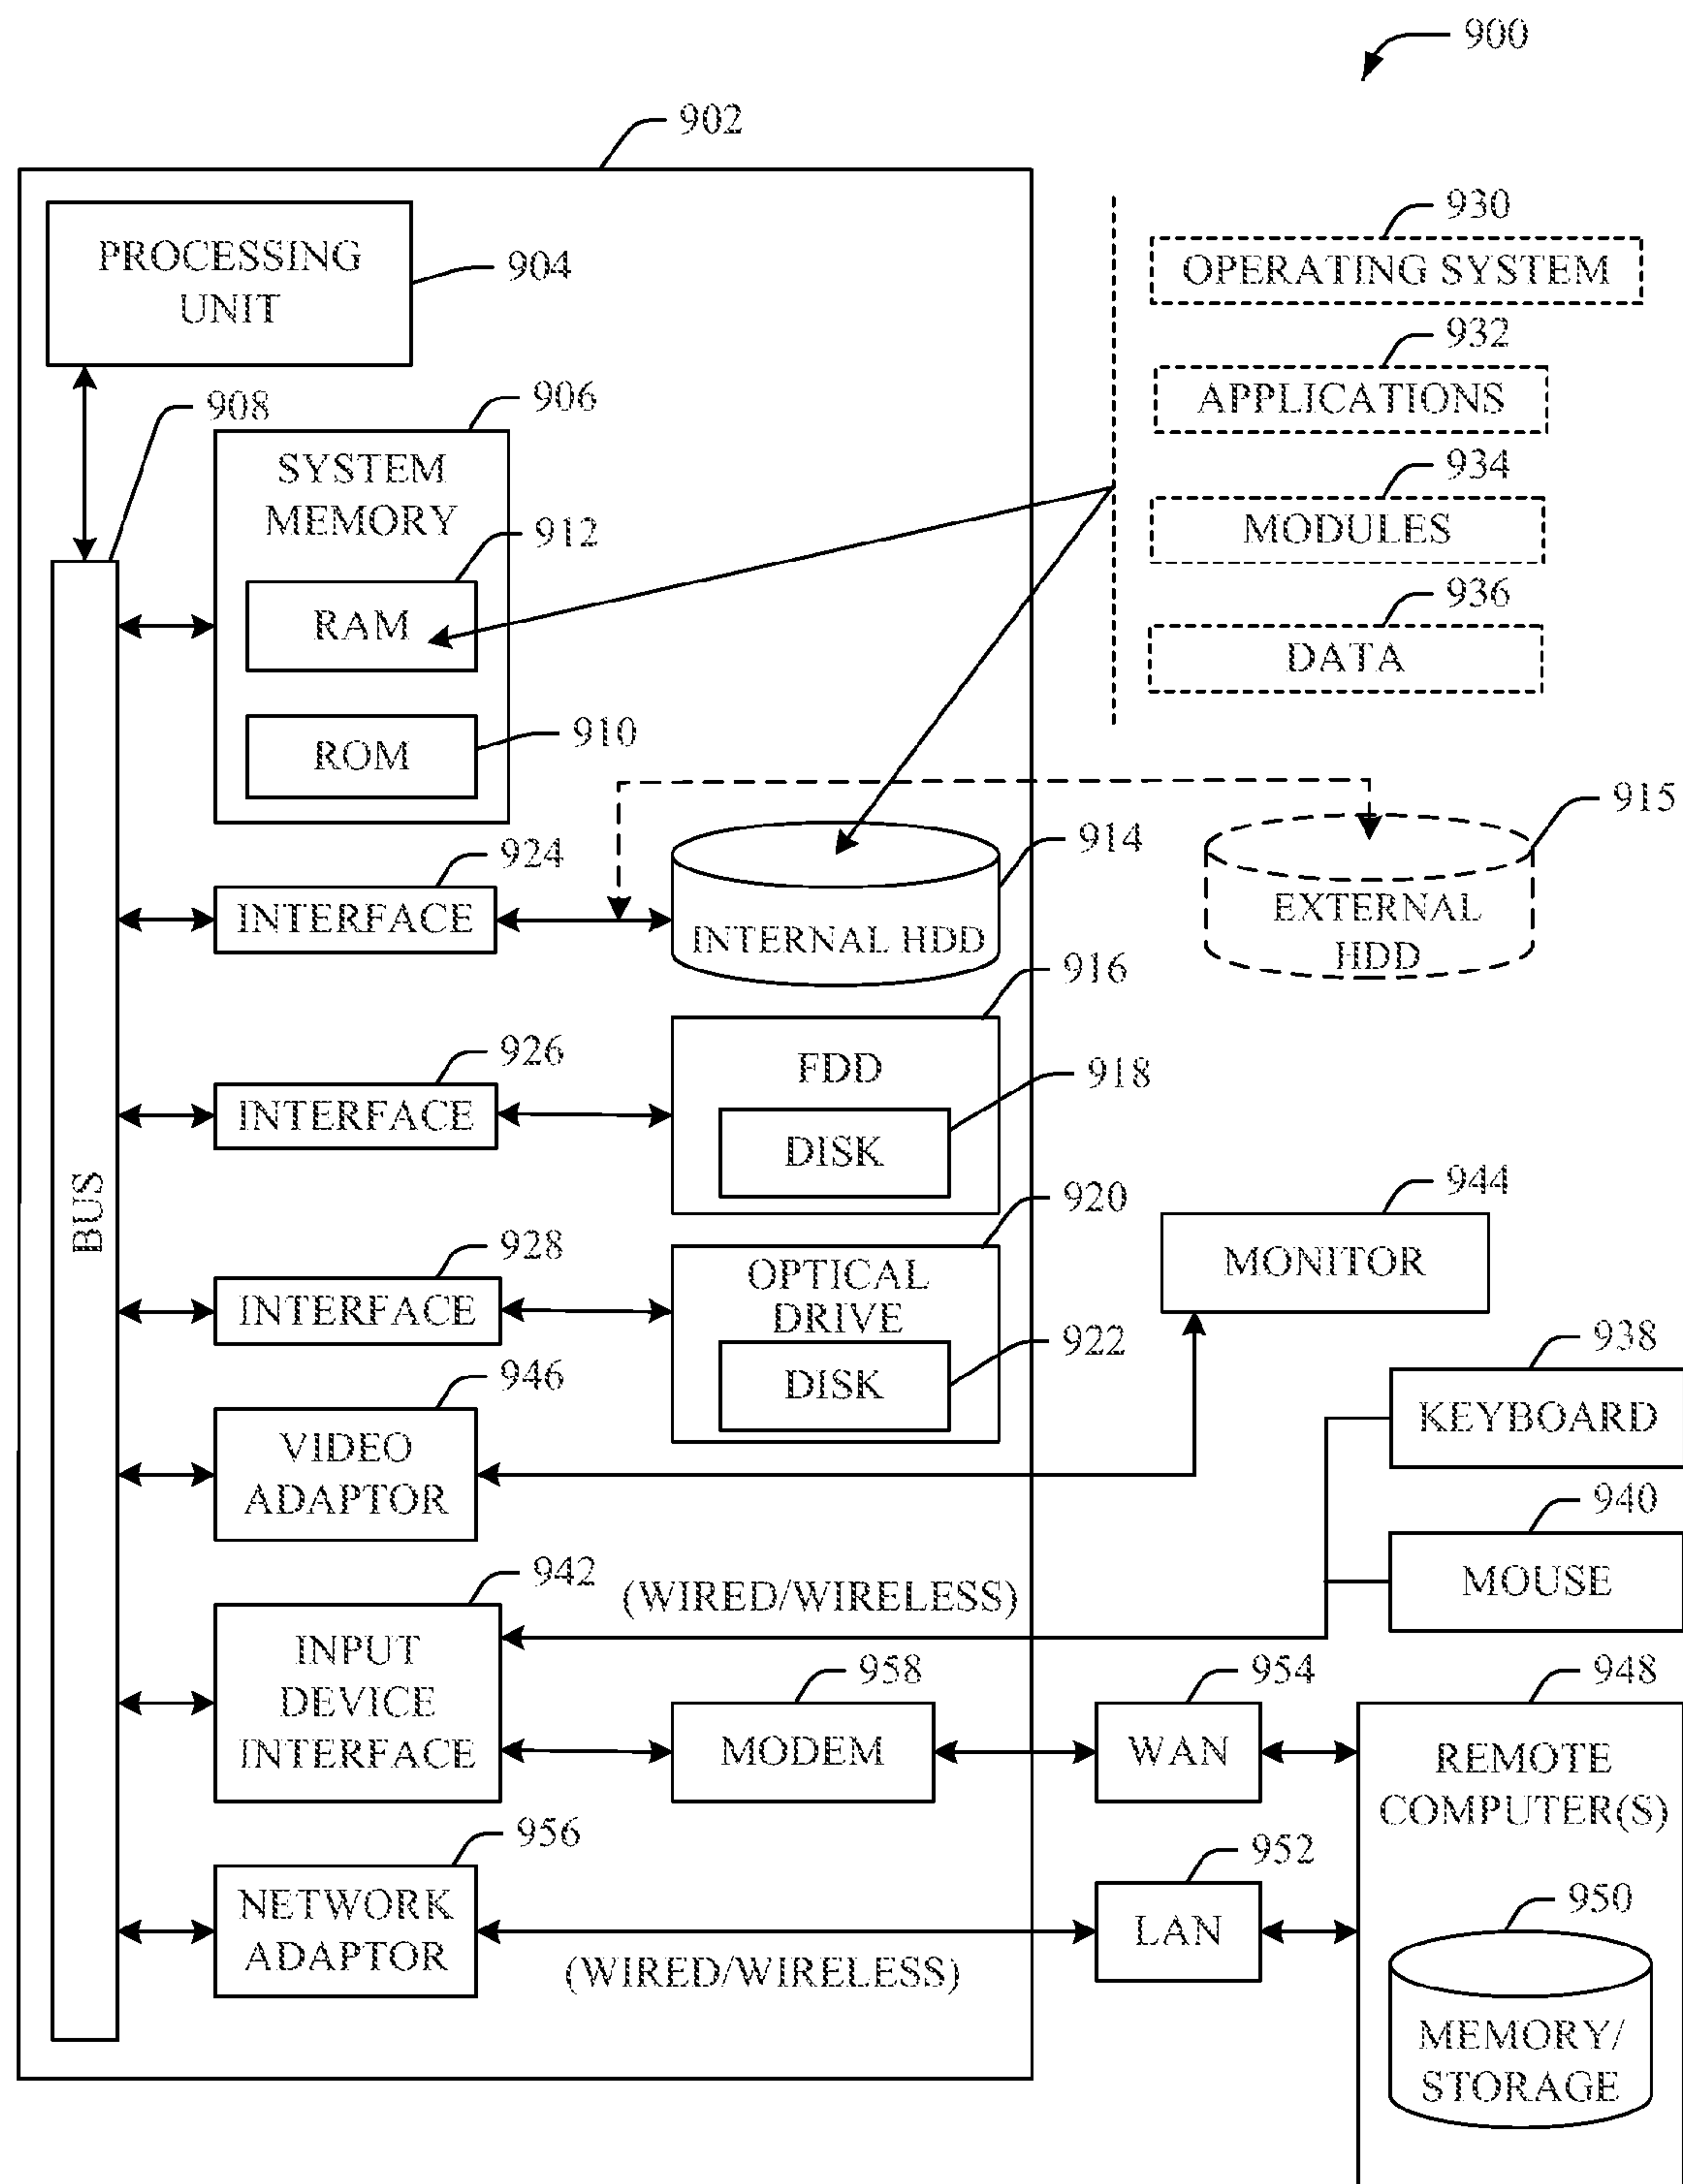 900
902
PROCESSING
UNIT
904
930
OPERATING SYSTEM
932
APPLICATIONS
934
MODULES
936
DATA
908
906
SYSTEM
MEMORY
912
RAM
910
ROM
924
INTERFACE
914
INTERNAL HDD
915
EXTERNAL
HDD
916
FDD
918
DISK
926
INTERFACE
BUS
920
OPTICAL
DRIVE
922
DISK
928
INTERFACE
944
MONITOR
946
VIDEO
ADAPTOR
938
KEYBOARD
940
MOUSE
942
(WIRED/WIRELESS)
INPUT
DEVICE
INTERFACE
958
MODEM
954
WAN
948
REMOTE
COMPUTER(S)
956
NETWORK
ADAPTOR
(WIRED/WIRELESS)
952
LAN
950
MEMORY/
STORAGE